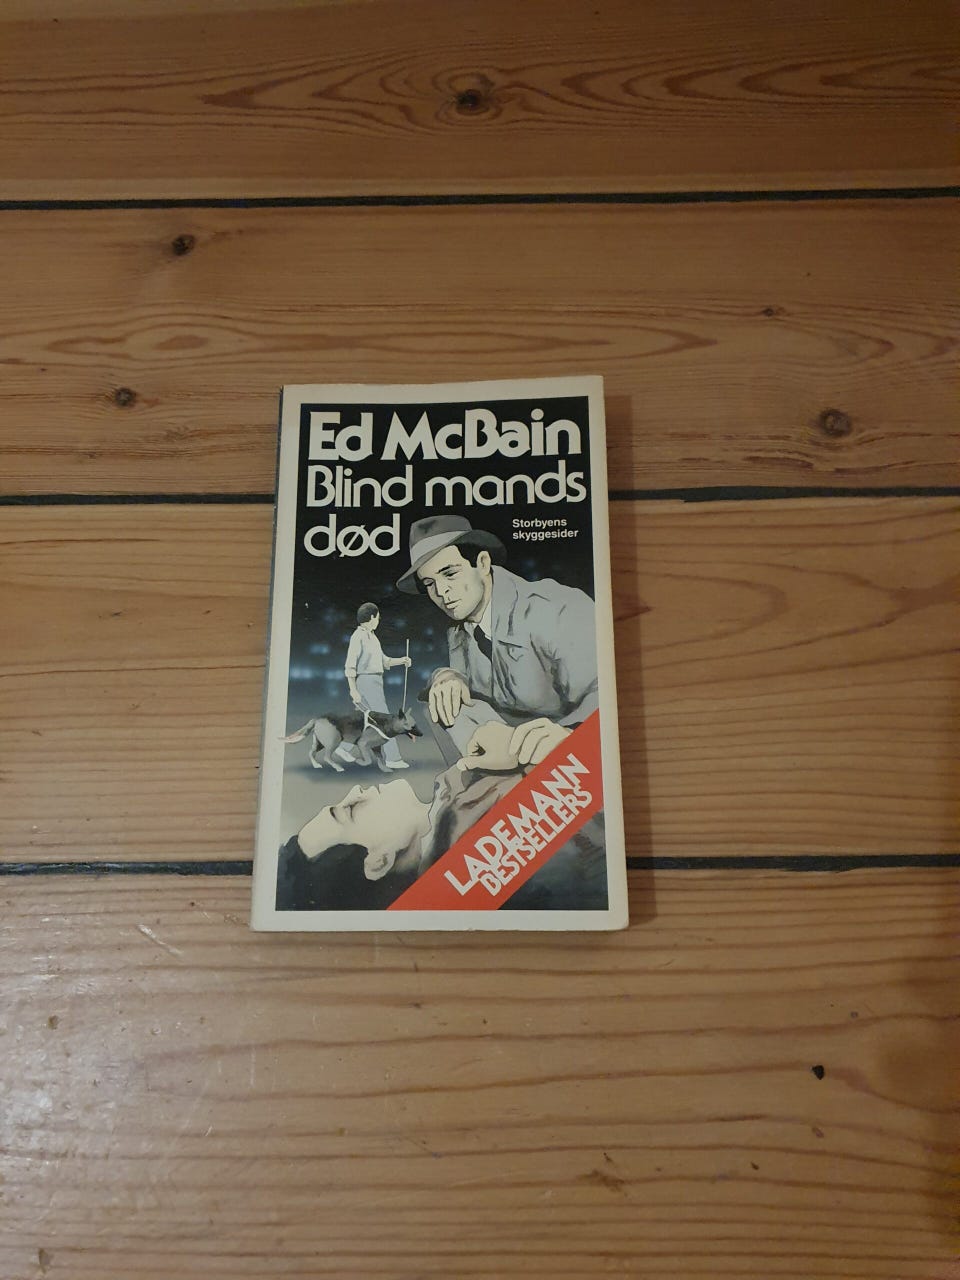 Ed McBain
Blind mands
død
Storbyens
skyggesider
LADEMANN
BESTSELLERS